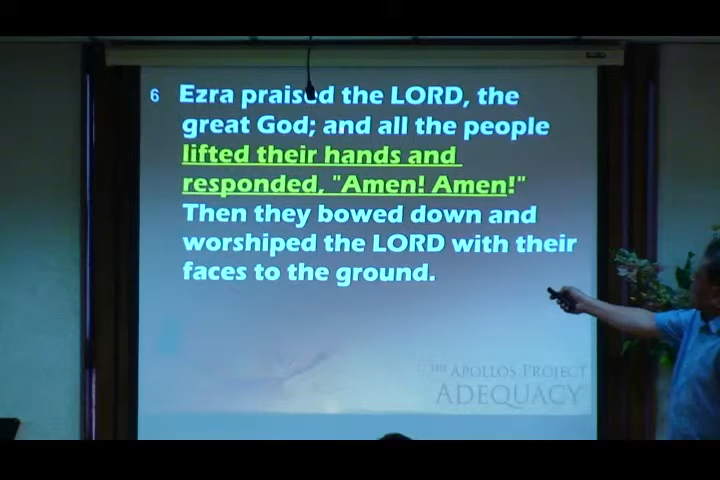 6 Ezra praised the LORD, the
great God; and all the people
lifted their hands and
responded, "Amen! Amen!"
Then they bowed down and
worshiped the LORD with their
faces to the ground.
THE APOLLOS PROJECT
ADEQUACY